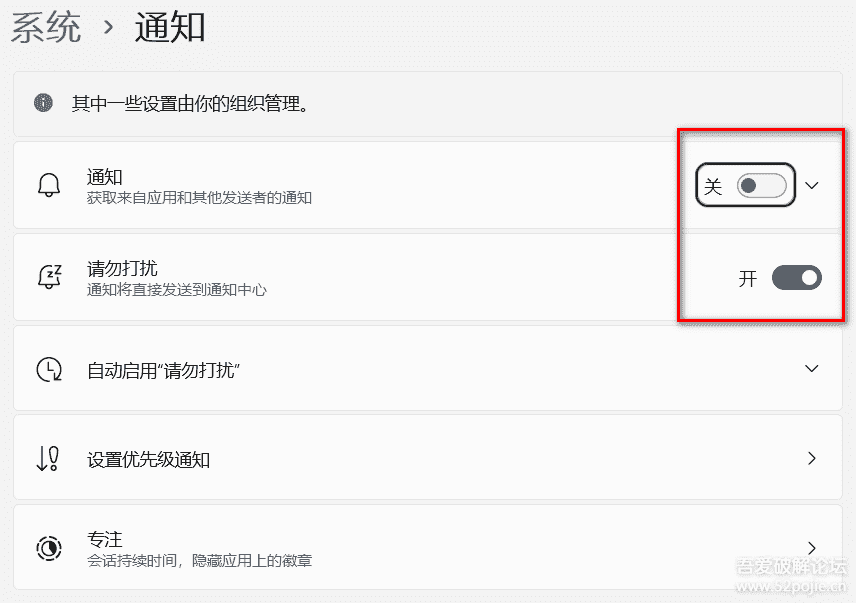 系统 › 通知
其中一些设置由你的组织管理。
通知
获取来自应用和其他发送者的通知
关
请勿打扰
通知将直接发送到通知中心
开
自动启用“请勿打扰”
设置优先级通知
专注
会话持续时间，隐藏应用上的徽章
吾爱破解论坛
www.52pojie.cn